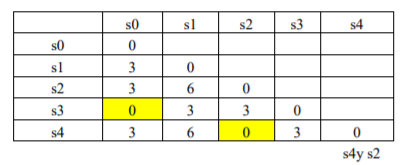 s0 s1 s2 s3 s4
s0 0
s1 3 0
s2 3 6 0
s3 0 3 3 0
s4 3 6 0 3 0
s4y s2